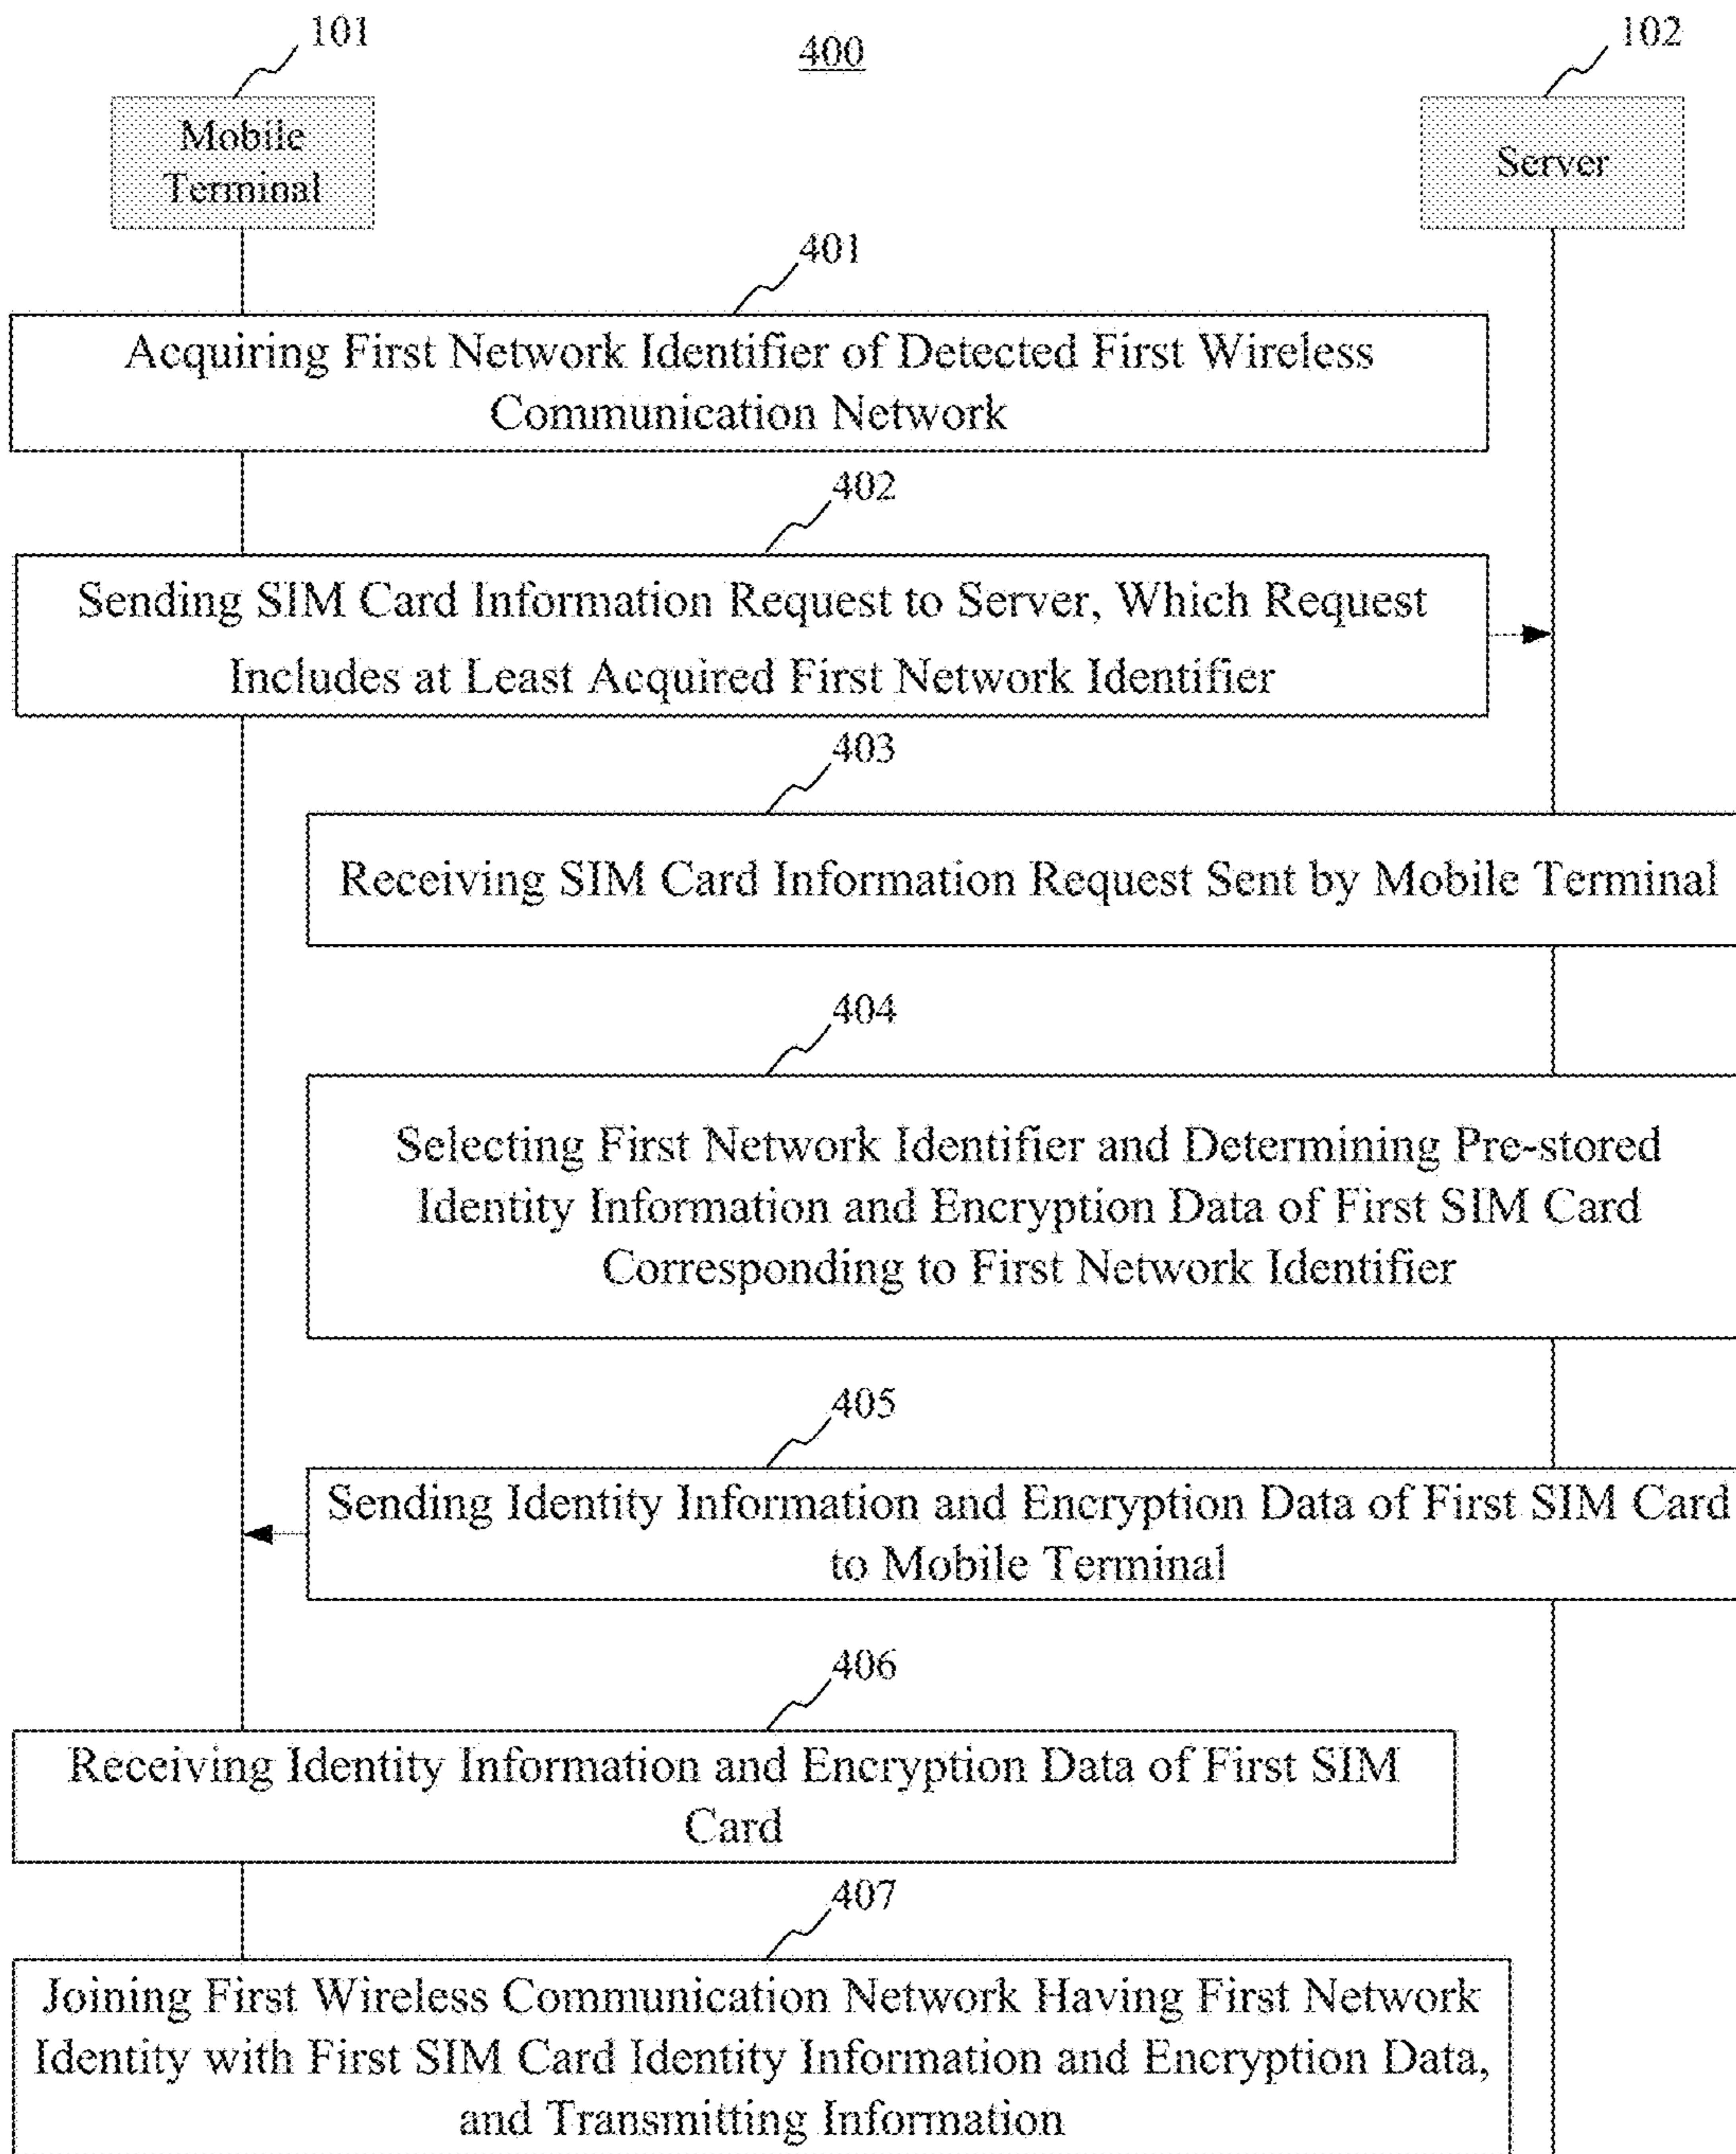 101
400
102
Mobile
Terminal
Server
401
Acquiring First Network Identifier of Detected First Wireless
Communication Network
402
Sending SIM Card Information Request to Server, Which Request
Includes at Least Acquired First Network Identifier
403
Receiving SIM Card Information Request Sent by Mobile Terminal
404
Selecting First Network Identifier and Determining Pre-stored
Identity Information and Encryption Data of First SIM Card
Corresponding to First Network Identifier
405
Sending Identity Information and Encryption Data of First SIM Card
to Mobile Terminal
406
Receiving Identity Information and Encryption Data of First SIM
Card
407
Joining First Wireless Communication Network Having First Network
Identity with First SIM Card Identity Information and Encryption Data,
and Transmitting Information